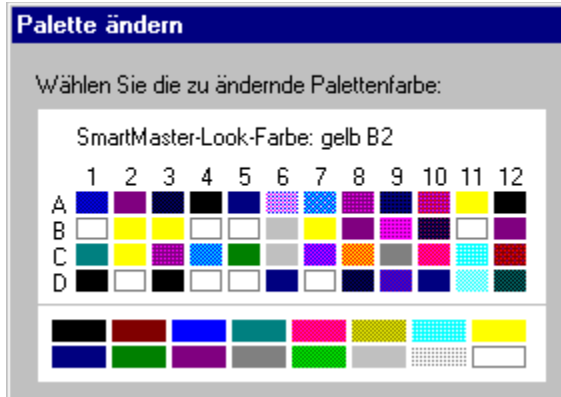 Palette ändern
Wählen Sie die zu ändernde Palettenfarbe:
SmartMaster-Look-Farbe: gelb B2
1 2 3 4 5 6 7 8 9 10 11 12
A
B
C
D